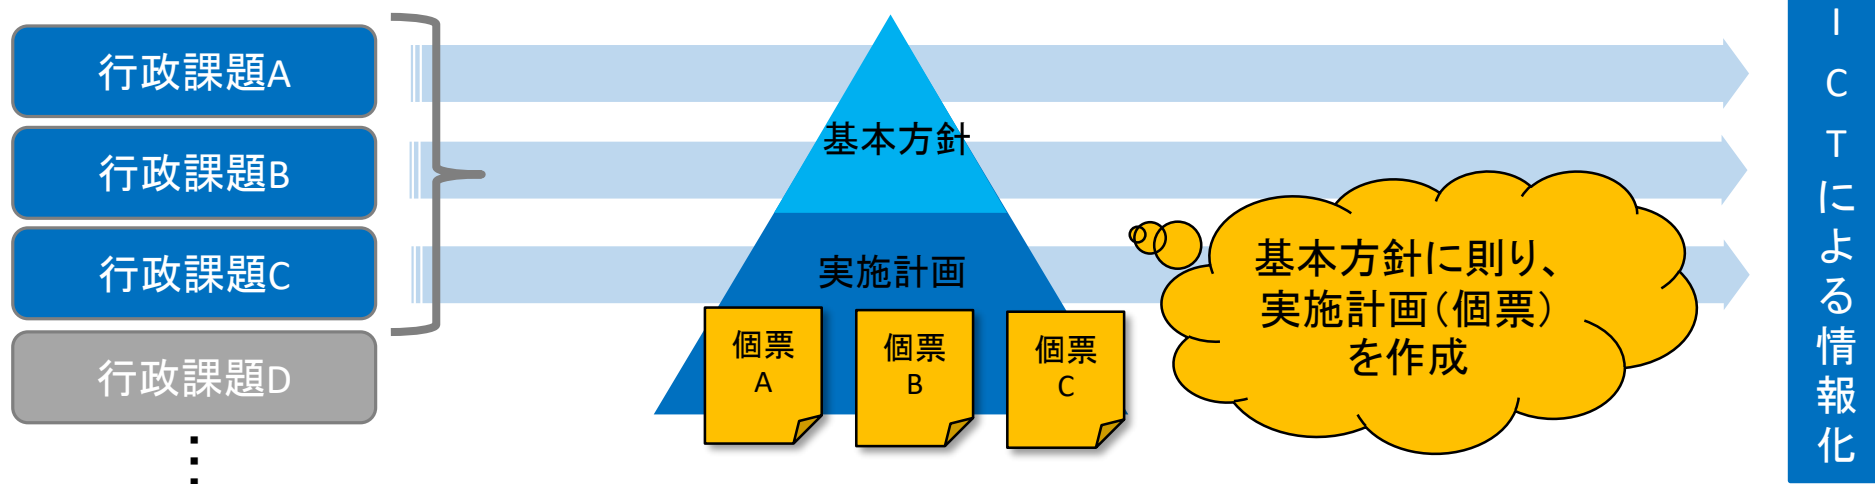 行政課題A
行政課題B
行政課題C
行政課題D
基本方針
実施計画
個票
A
個票
B
個票
C
基本方針に則り、
実施計画（個票）
を作成
ICTによる情報化